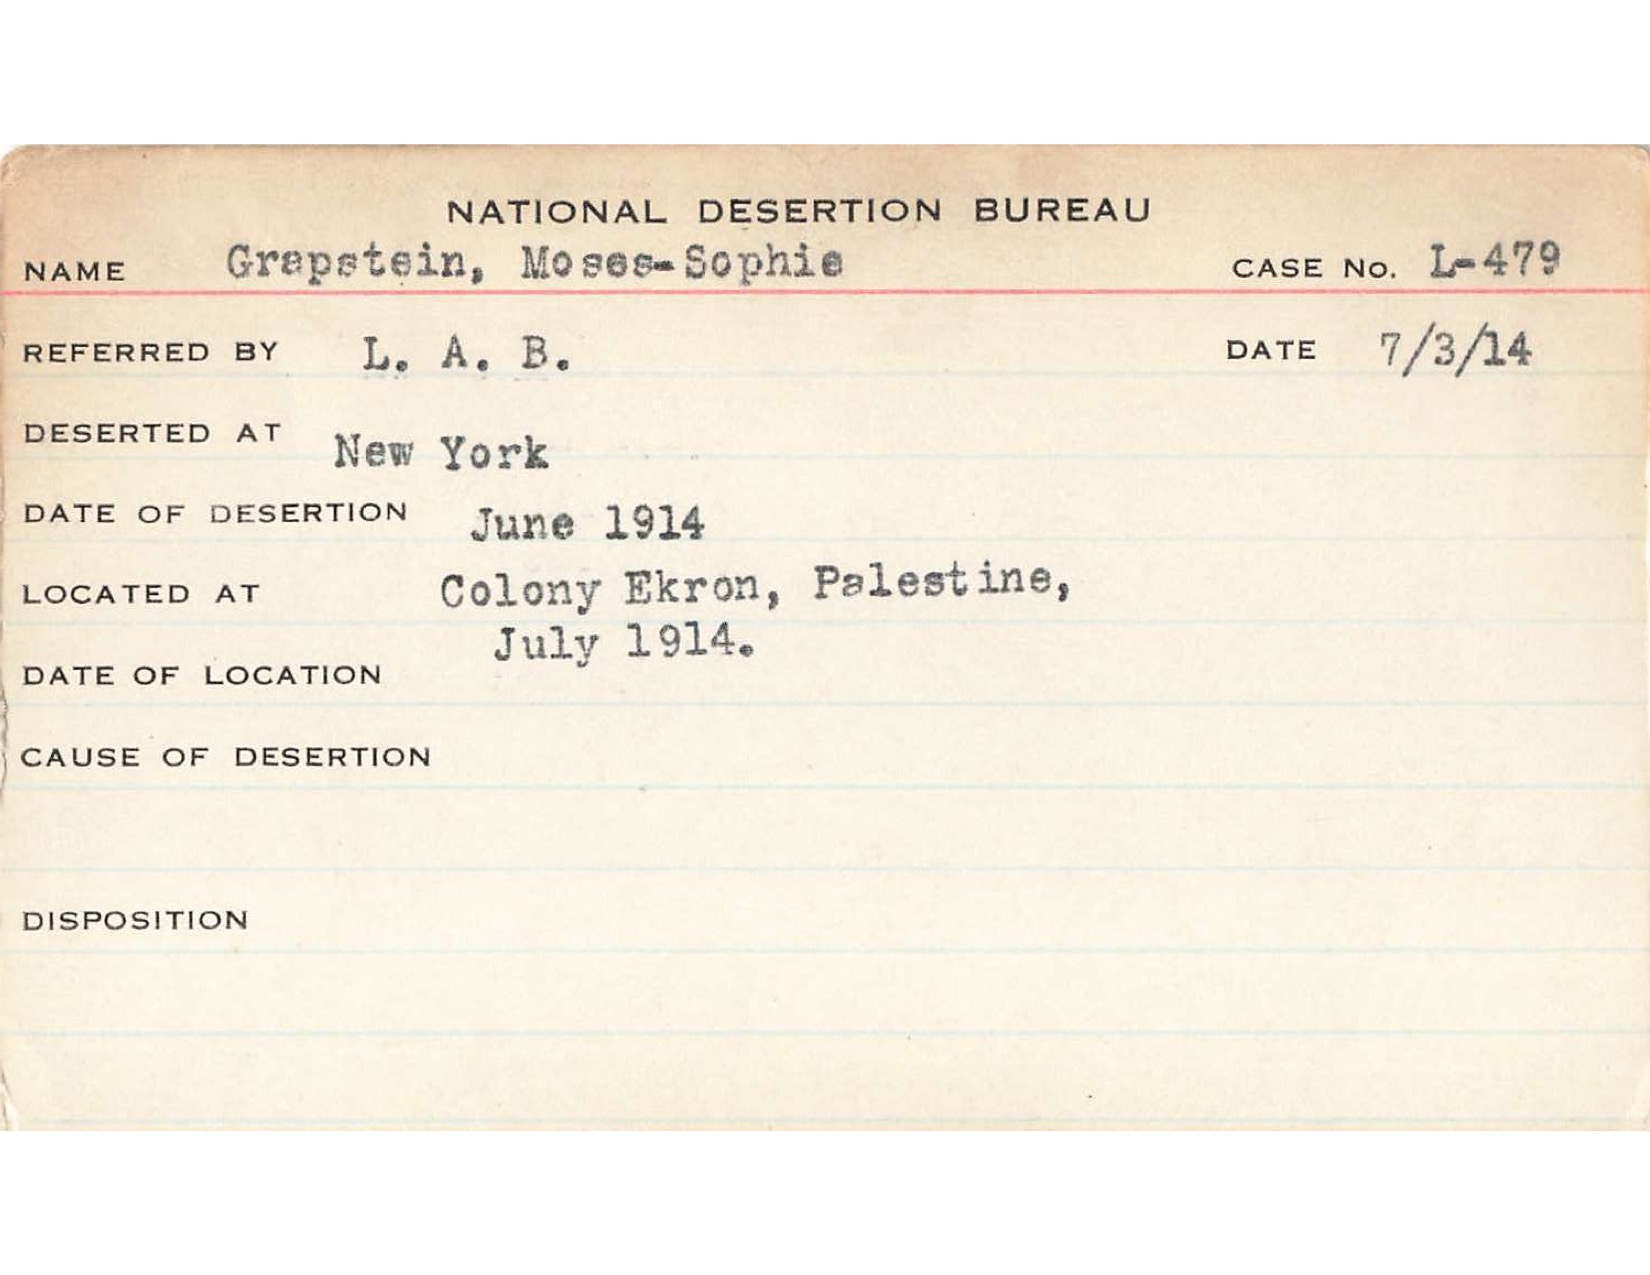 NATIONAL DESERTION BUREAU
NAME Grapstein, Moses-Sophie CASE No. L-479
REFERRED BY L. A. B. DATE 7/3/14
DESERTED AT New York
DATE OF DESERTION June 1914
LOCATED AT Colony Ekron, Palestine,
July 1914.
DATE OF LOCATION
CAUSE OF DESERTION
DISPOSITION